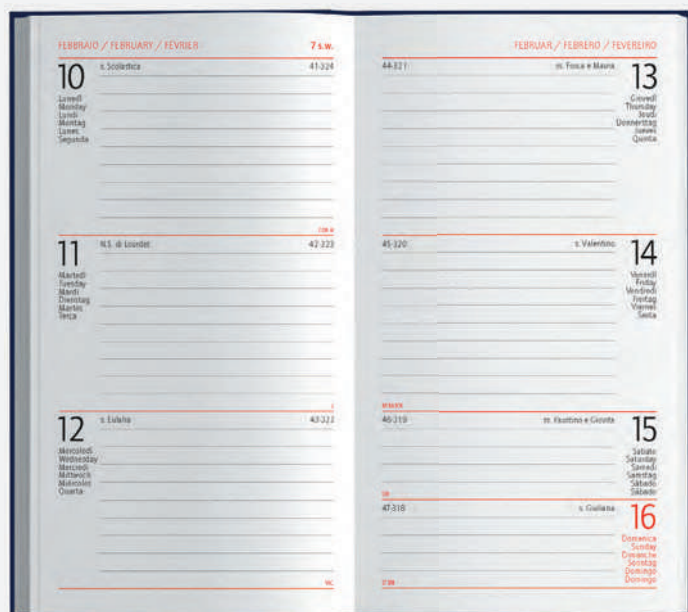 FEBBRAIO / FEBRUARY / FÉVRIER 7 s.w.
10 s. Scolastica 41-324
Lunedì
Monday
Lundi
Montag
Lunes
Segunda
11 N.S. di Lourdes 42-323
Martedì
Tuesday
Mardi
Dienstag
Martes
Terça
12 s. Eulalia 43-322
Mercoledì
Wednesday
Mercredi
Mittwoch
Miércoles
Quarta
FEBRUAR / FEBRERO / FEVEREIRO
44-321 m. Fosca e Maura 13
Giovedì
Thursday
Jeudi
Donnerstag
Jueves
Quinta
45-320 s. Valentino 14
Venerdì
Friday
Vendredi
Freitag
Viernes
Sexta
46-319 m. Faustino e Giovita 15
Sabato
Saturday
Samedi
Samstag
Sábado
Sábado
47-318 s. Giuliana 16
Domenica
Sunday
Dimanche
Sonntag
Domingo
Domingo